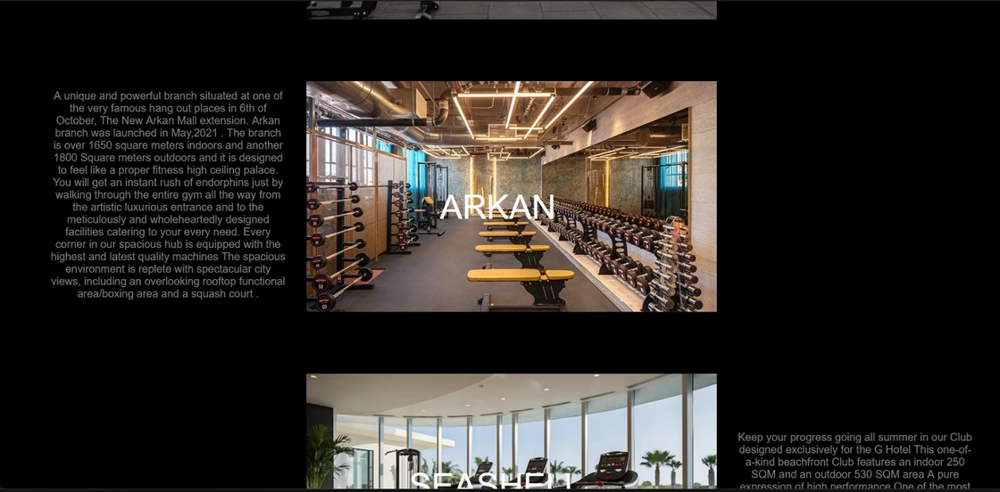 A unique and powerful branch situated at one of
the very famous hang out places in 6th of
October, The New Arkan Mall extension. Arkan
branch was launched in May,2021 . The branch
is over 1650 square meters indoors and another
1800 Square meters outdoors and it is designed
to feel like a proper fitness high ceiling palace.
You will get an instant rush of endorphins just by
walking through the entire gym all the way from
the artistic luxurious entrance and to the
meticulously and wholeheartedly designed
facilities catering to your every need. Every
corner in our spacious hub is equipped with the
highest and latest quality machines The spacious
environment is replete with spectacular city
views, including an overlooking rooftop functional
area/boxing area and a squash court .
ARKAN
SEASHELL
Keep your progress going all summer in our Club
designed exclusively for the G Hotel This one-of-
a-kind beachfront Club features an indoor 250
SQM and an outdoor 530 SQM area A pure
expression of high performance One of the most